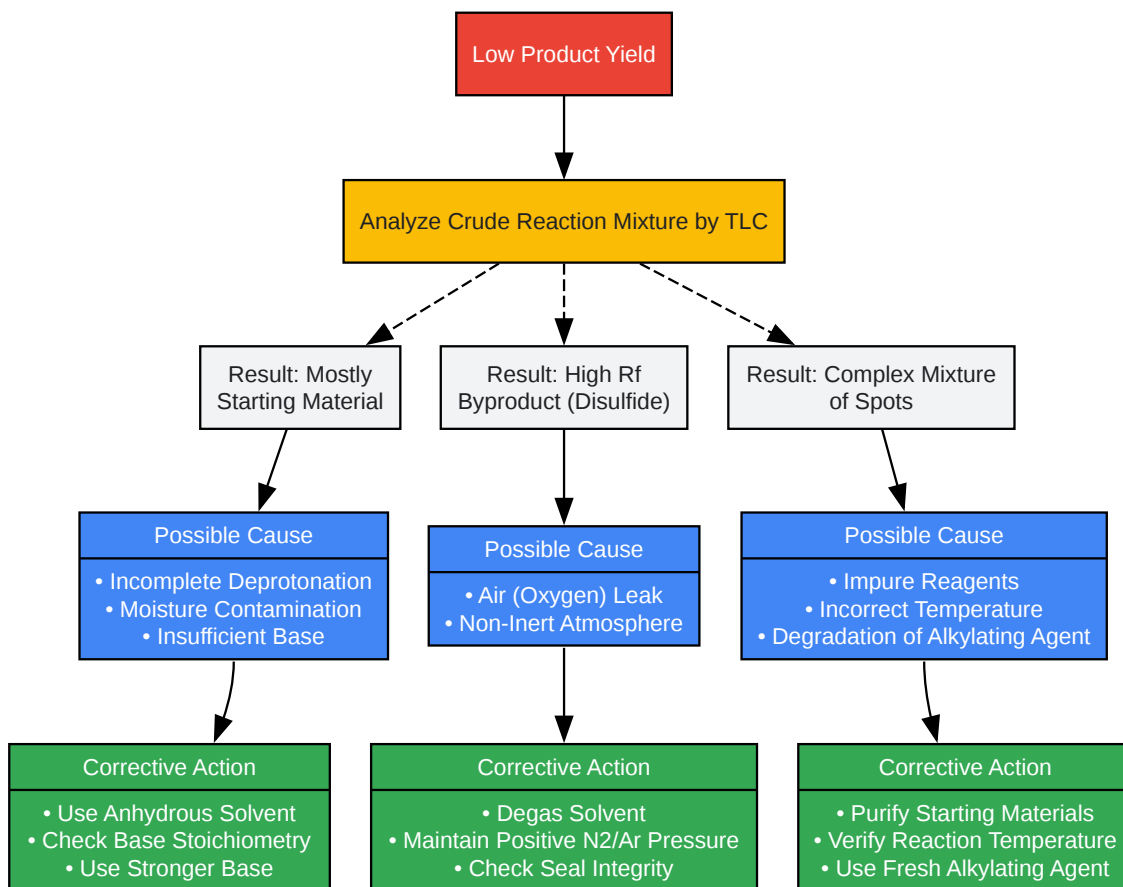 Low Product Yield
Analyze Crude Reaction Mixture by TLC
Result: Mostly
Starting Material
Result: High Rf
Byproduct (Disulfide)
Result: Complex Mixture
of Spots
Possible Cause
• Incomplete Deprotonation
• Moisture Contamination
• Insufficient Base
Possible Cause
• Air (Oxygen) Leak
• Non-Inert Atmosphere
Possible Cause
• Impure Reagents
• Incorrect Temperature
• Degradation of Alkylating Agent
Corrective Action
• Use Anhydrous Solvent
• Check Base Stoichiometry
• Use Stronger Base
Corrective Action
• Degas Solvent
• Maintain Positive N2/Ar Pressure
• Check Seal Integrity
Corrective Action
• Purify Starting Materials
• Verify Reaction Temperature
• Use Fresh Alkylating Agent